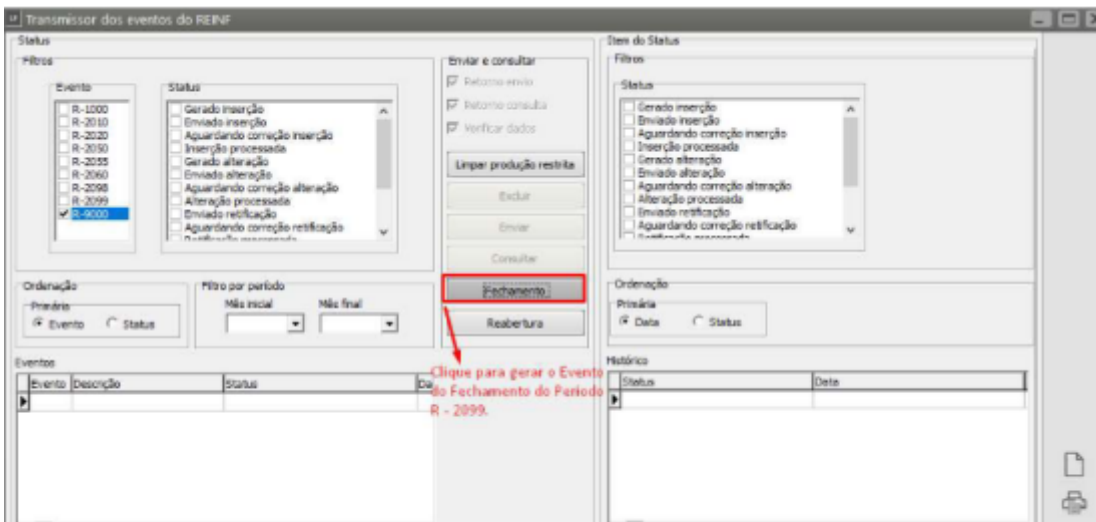 Transmissor dos eventos do REINF
Status
Filtros
Evento
R-1000
R-2010
R-2020
R-2050
R-2055
R-2060
R-2098
R-2099
R-9000
Status
Gerado inserção
Enviado inserção
Aguardando correção inserção
Inserção processada
Gerado alteração
Enviado alteração
Aguardando correção alteração
Alteração processada
Enviado retificação
Aguardando correção retificação
Retificação processada
Ordenação
Primária
Evento
Status
Filtro por período
Mês inicial
Mês final
Enviar e consultar
Retorno envio
Retorno consulta
Verificar dados
Limpar produção restrita
Excluir
Enviar
Consultar
Fechamento
Reabertura
Clique para gerar o Evento
do Fechamento do Periodo
R - 2099.
Item do Status
Filtros
Status
Gerado inserção
Enviado inserção
Aguardando correção inserção
Inserção processada
Gerado alteração
Enviado alteração
Aguardando correção alteração
Alteração processada
Enviado retificação
Aguardando correção retificação
Retificação processada
Ordenação
Primária
Data
Status
Eventos
Evento Descrição Status Da
Histórico
Status Data